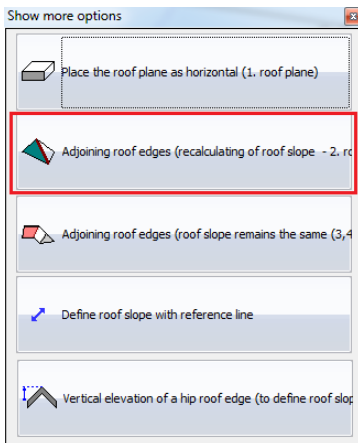 Show more options
Place the roof plane as horizontal (1. roof plane)
Adjoining roof edges (recalculating of roof slope - 2. ro
Adjoining roof edges (roof slope remains the same (3,4
Define roof slope with reference line
Vertical elevation of a hip roof edge (to define roof slop